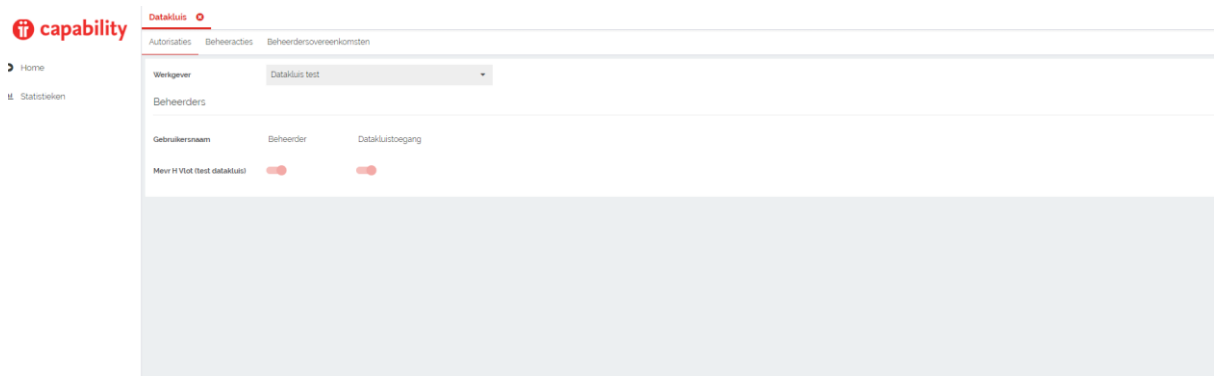 capability
Datakluis
Autorisaties Beheeracties Beheerdersovereenkomsten
Home
Statistieken
Werkgever Datakluis test
Beheerders
Gebruikersnaam Beheerder Datakluistoegang
Mevr H Vlot (test datakluis)